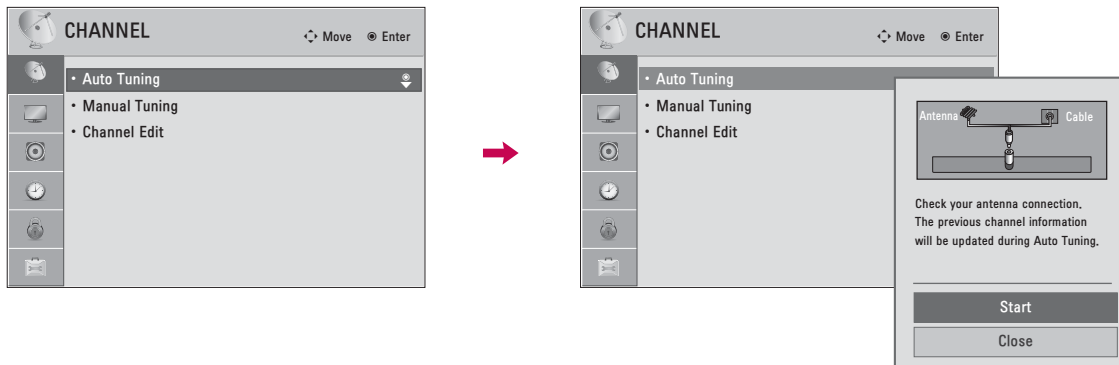 CHANNEL
Move Enter
• Auto Tuning
• Manual Tuning
• Channel Edit
CHANNEL
Move Enter
• Auto Tuning
• Manual Tuning
• Channel Edit
Antenna Cable
Check your antenna connection.
The previous channel information
will be updated during Auto Tuning.
Start
Close